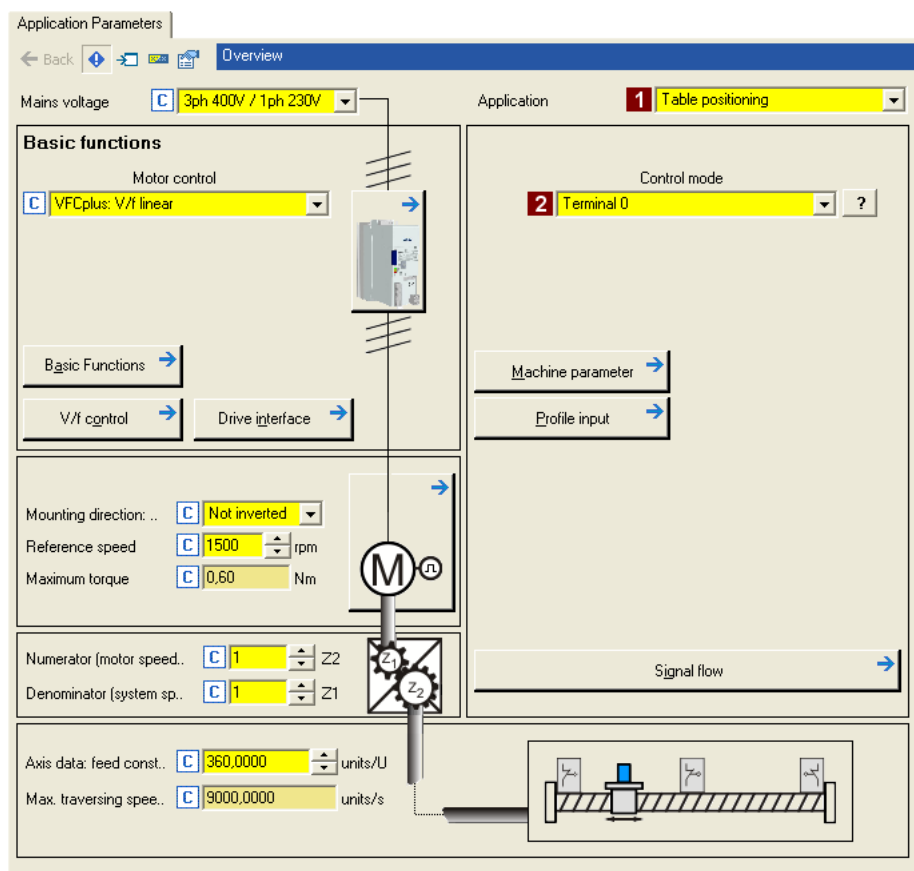 Application Parameters
Back
Overview
Mains voltage C 3ph 400V / 1ph 230V
Application 1 Table positioning
Basic functions
Motor control
C VFCplus: V/f linear
Control mode
2 Terminal 0 ?
Basic Functions
Machine parameter
V/f control
Drive interface
Profile input
Mounting direction: .. C Not inverted
Reference speed C 1500 rpm
Maximum torque C 0,60 Nm
M
Numerator (motor speed.. C 1 Z2
Denominator (system sp.. C 1 Z1
Z1
Z2
Signal flow
Axis data: feed const.. C 360,0000 units/U
Max. traversing spee.. C 9000,0000 units/s